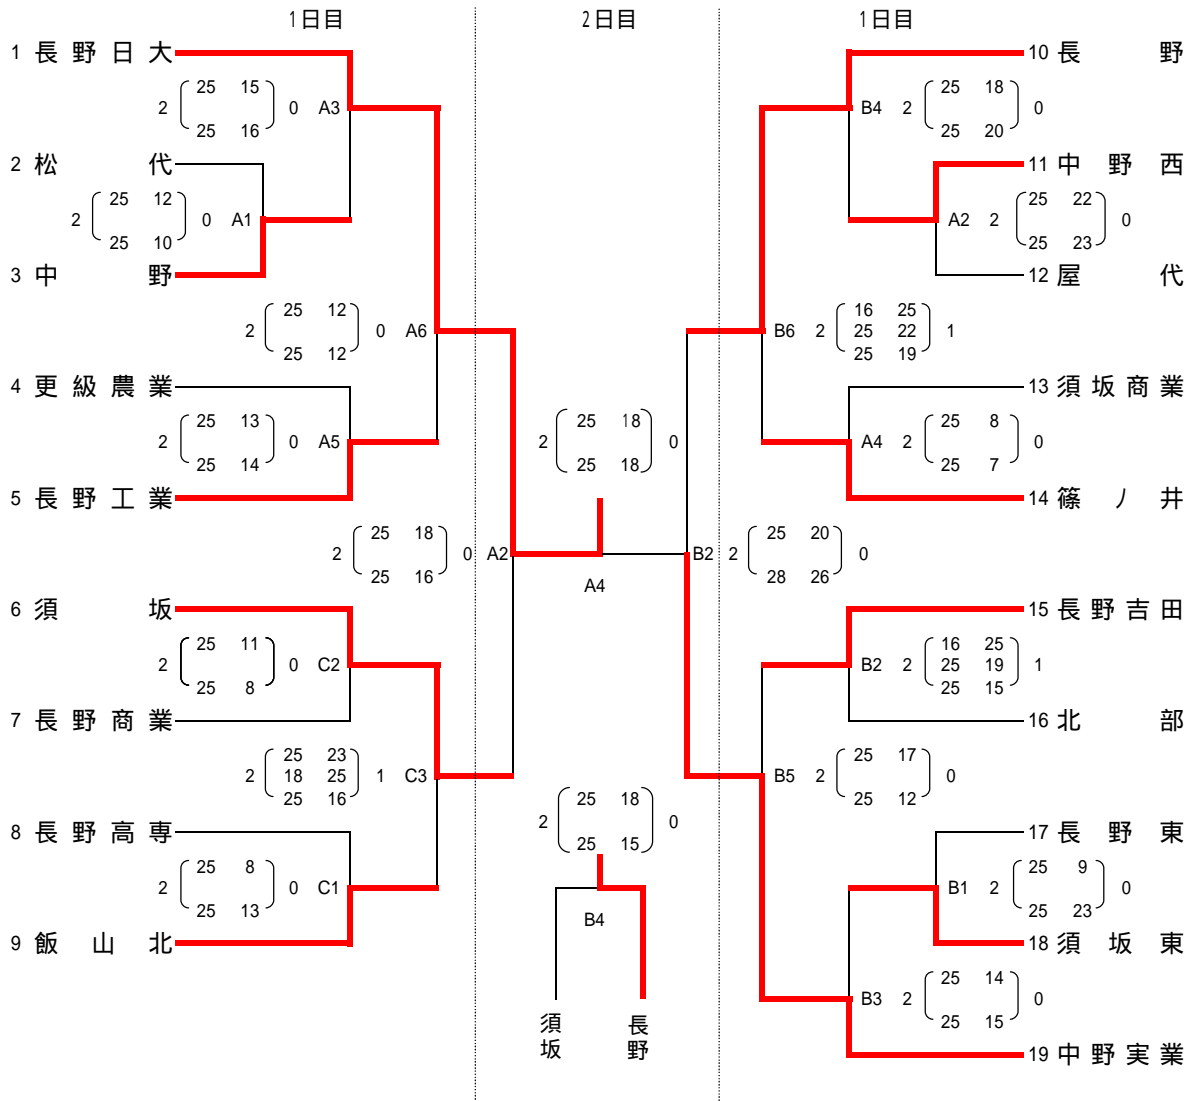 1日目 2日目 1日目
1 長野日大
25 15
2 0 A3
25 16
2 松代
25 12
2 0 A1
25 10
3 中野
25 12
2 0 A6
25 12
4 更級農業
25 13
2 0 A5
25 14
5 長野工業
25 18
2 0 A2
25 16
6 須坂
25 11
2 0 C2
25 8
7 長野商業
25 23
2 18 25 1 C3
25 16
8 長野高専
25 8
2 0 C1
25 13
9 飯山北
25 18
2 0
25 18
A4
25 18
2 0
25 15
B4
須坂
長野
10 長野
25 18
B4 2 0
25 20
11 中野西
25 22
A2 2 0
25 23
12 屋代
16 25
B6 2 25 22 1
25 19
13 須坂商業
25 8
A4 2 0
25 7
14 篠ノ井
25 20
B2 2 0
28 26
15 長野吉田
16 25
B2 2 25 19 1
25 15
16 北部
25 17
B5 2 0
25 12
17 長野東
25 9
B1 2 0
25 23
18 須坂東
25 14
B3 2 0
25 15
19 中野実業